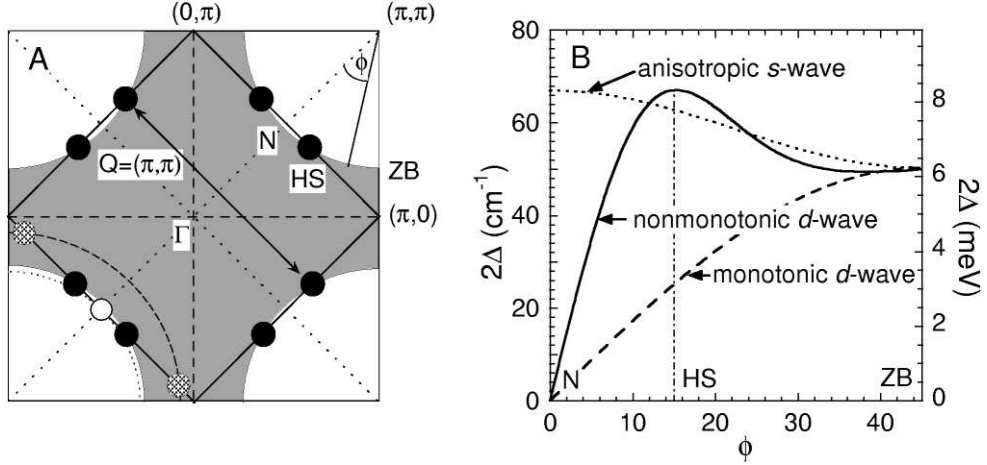 (0,π)
(π,π)
A
ϕ
N
Q=(π,π)
HS
ZB
(π,0)
Γ
B
anisotropic s-wave
nonmonotonic d-wave
monotonic d-wave
N
HS
ZB
80
60
40
20
0
2Δ (cm⁻¹)
8
6
4
2
0
2Δ (meV)
0
10
20
30
40
ϕ